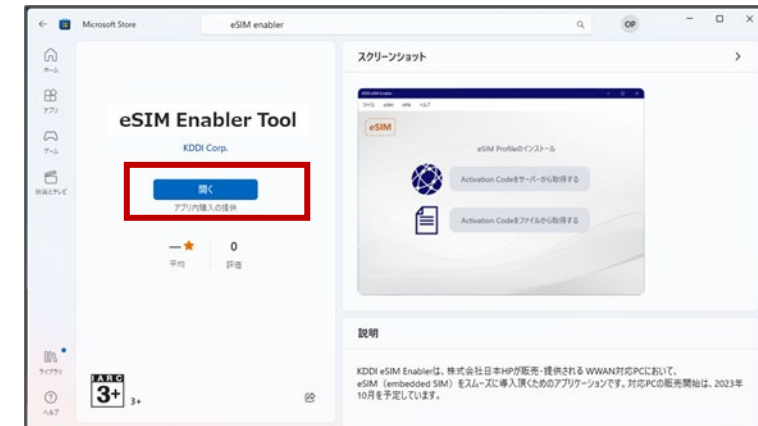 Microsoft Store
eSIM enabler
OP
ホーム
アプリ
ゲーム
映画とテレビ
eSIM Enabler Tool
KDDI Corp.
開く
アプリ内購入の提供
平均
0
評価
IARC
3+
3+
ライブラリ
ヘルプ
スクリーンショット
eSIM
eSIM Profileのインストール
Activation Codeをサーバーから取得する
Activation Codeをファイルから取得する
説明
KDDI eSIM Enablerは、株式会社日本HPが販売・提供される WWAN対応PCにおいて、
eSIM（embedded SIM）をスムーズに導入頂くためのアプリケーションです。対応PCの販売開始は、2023年
10月を予定しています。